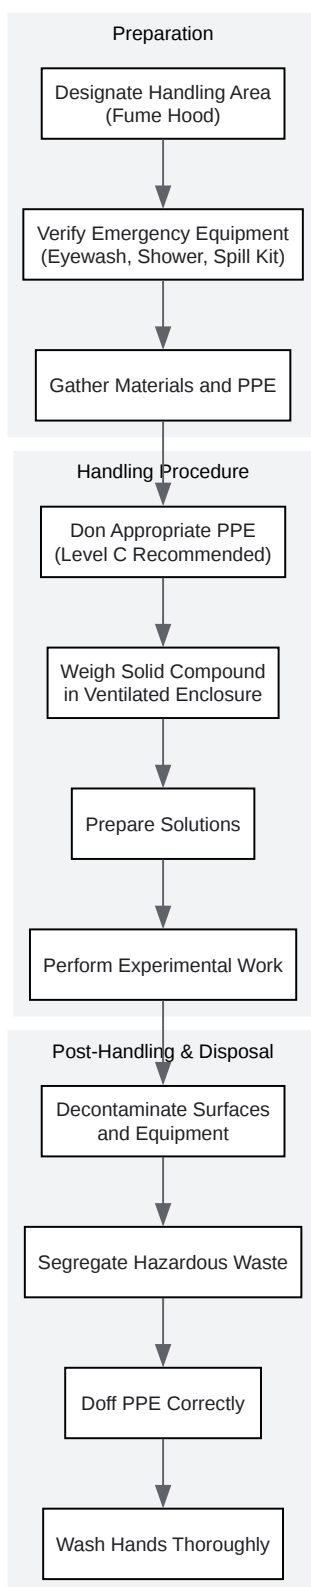 Preparation
Designate Handling Area
(Fume Hood)
Verify Emergency Equipment
(Eyewash, Shower, Spill Kit)
Gather Materials and PPE
Handling Procedure
Don Appropriate PPE
(Level C Recommended)
Weigh Solid Compound
in Ventilated Enclosure
Prepare Solutions
Perform Experimental Work
Post-Handling & Disposal
Decontaminate Surfaces
and Equipment
Segregate Hazardous Waste
Doff PPE Correctly
Wash Hands Thoroughly